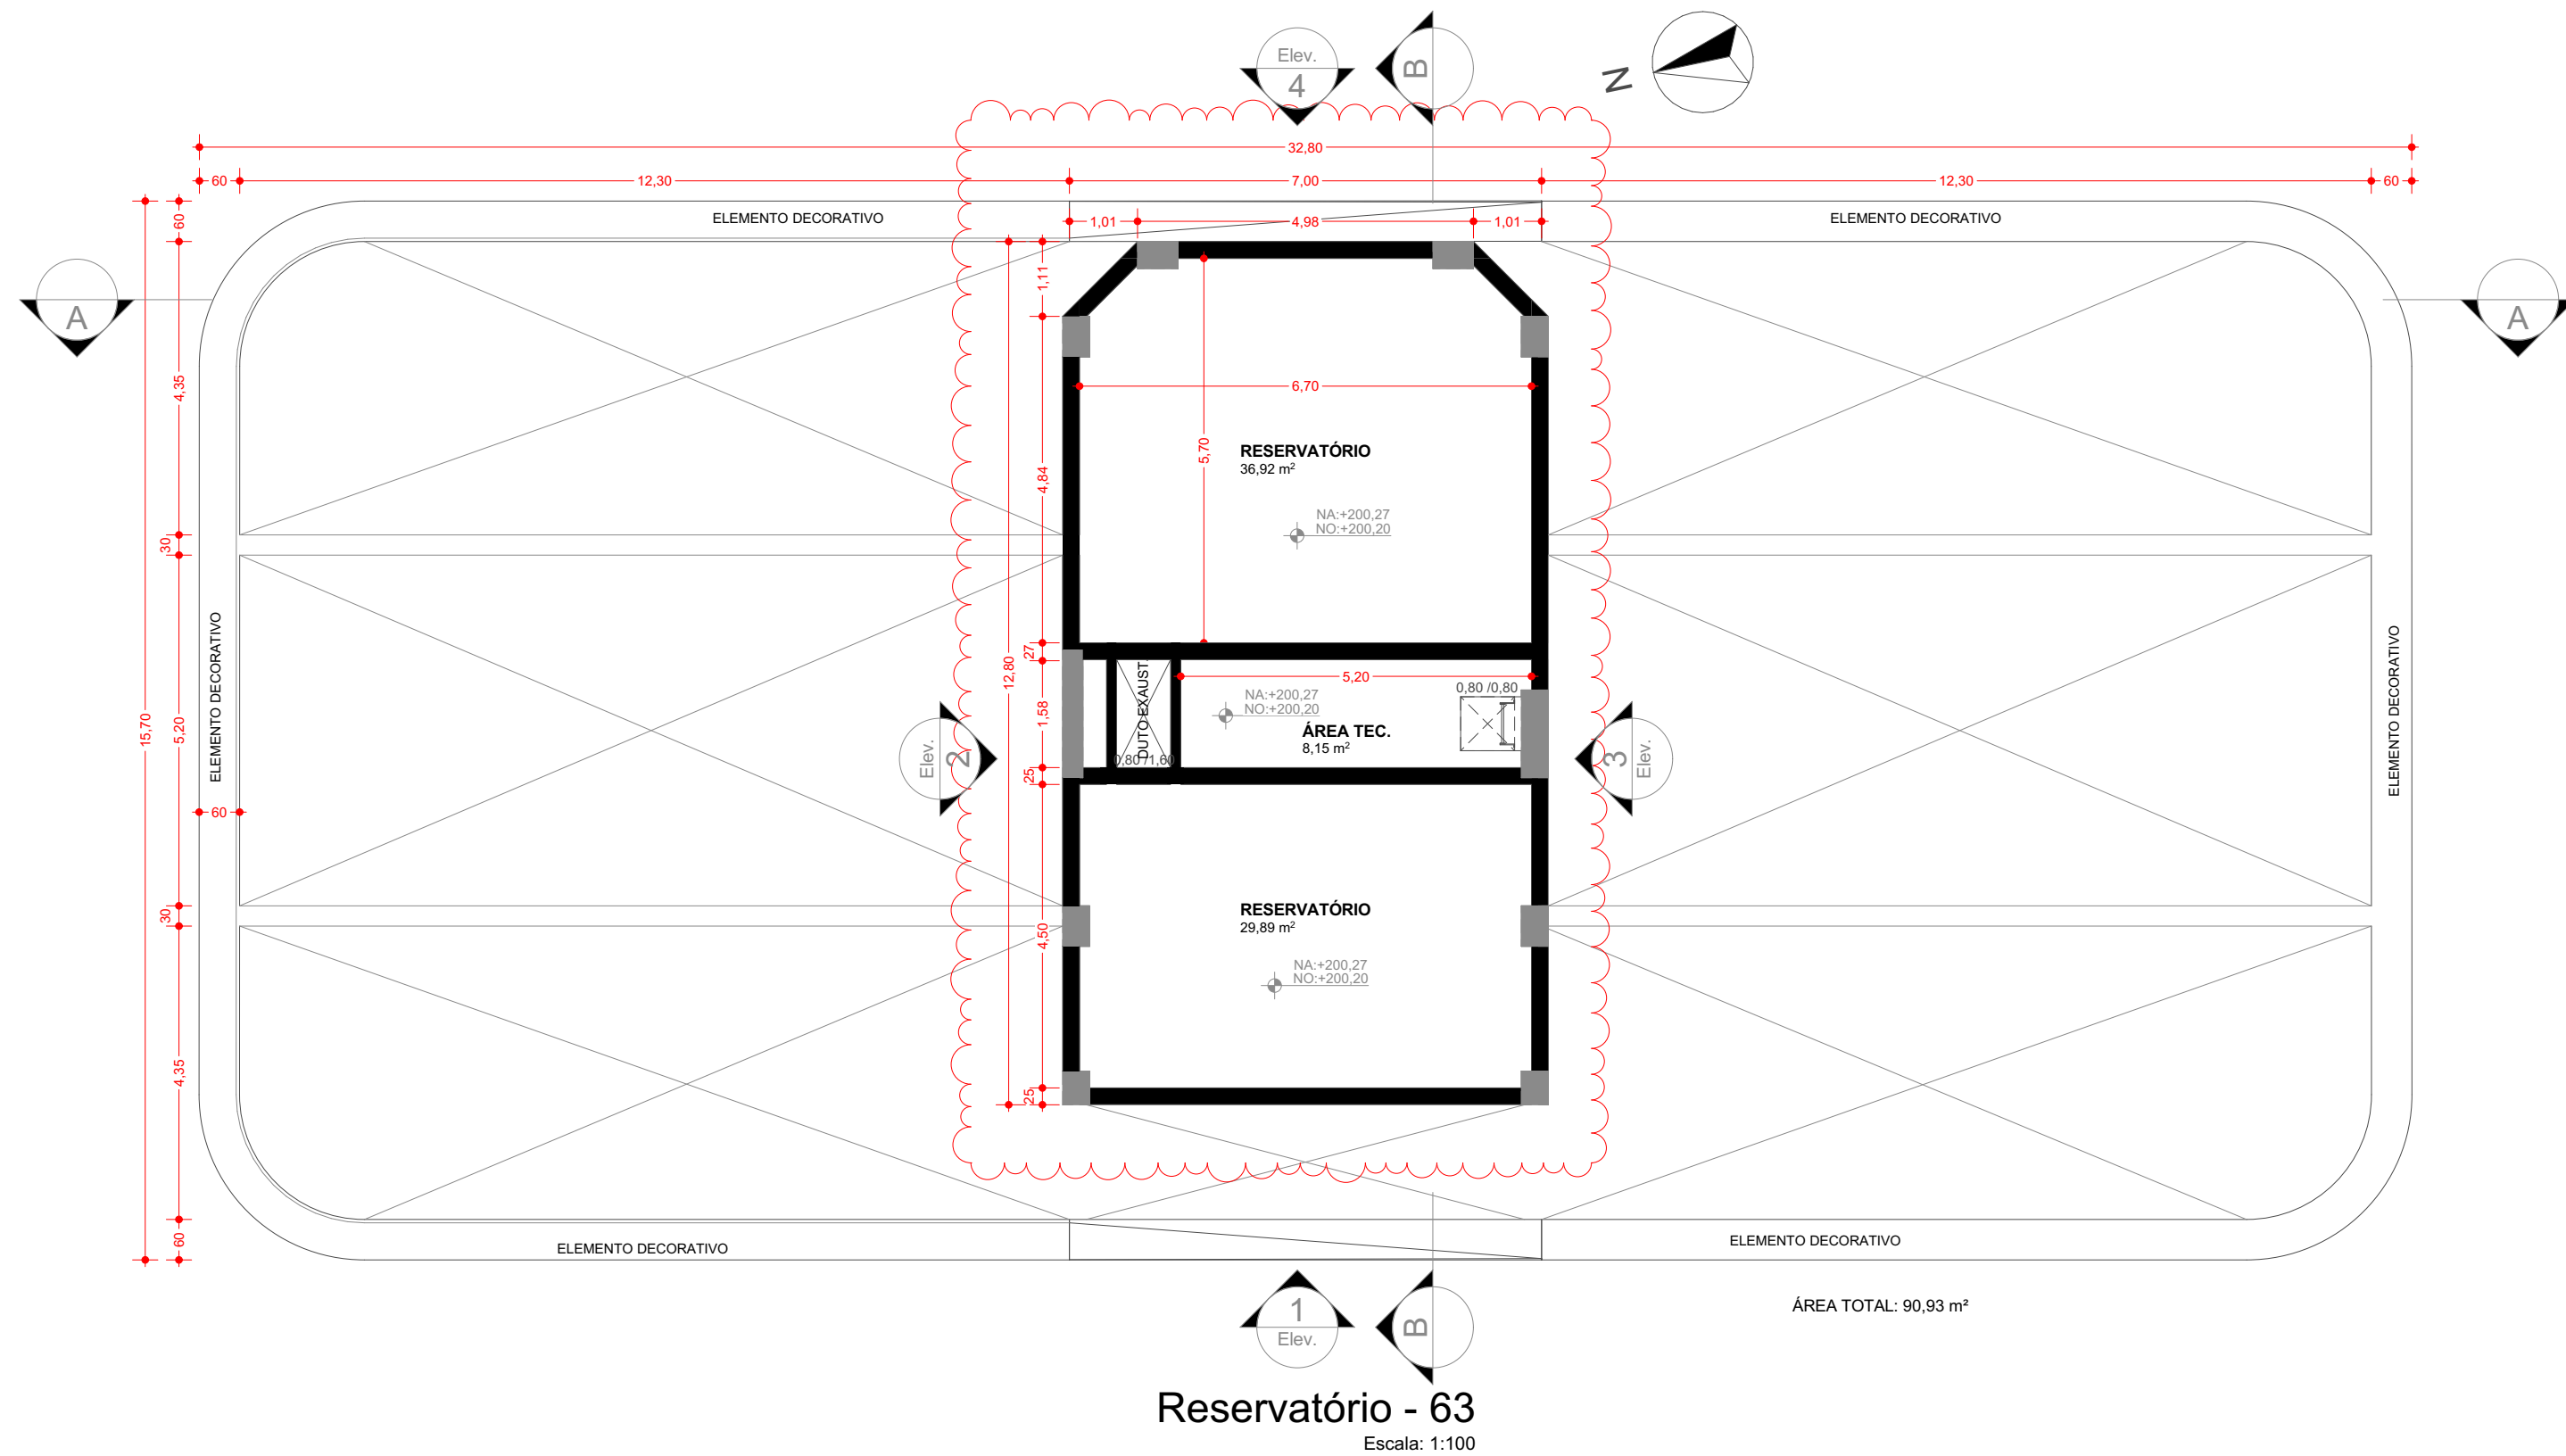 Elev.
4
B
N
32,80
60
12,30
7,00
12,30
60
60
ELEMENTO DECORATIVO
1,01
4,98
1,01
ELEMENTO DECORATIVO
A
A
1,11
4,35
6,70
5,70
4,84
RESERVATÓRIO
36,92 m²
NA:+200,27
NO:+200,20
30
15,70
5,20
ELEMENTO DECORATIVO
12,80
27
1,58
25
DUTO EXAUST.
0,80 /1,60
5,20
NA:+200,27
NO:+200,20
0,80 /0,80
ÁREA TEC.
8,15 m²
Elev.
2
3
Elev.
ELEMENTO DECORATIVO
60
30
4,50
RESERVATÓRIO
29,89 m²
NA:+200,27
NO:+200,20
4,35
25
60
ELEMENTO DECORATIVO
ELEMENTO DECORATIVO
1
Elev.
B
ÁREA TOTAL: 90,93 m²
Reservatório - 63
Escala: 1:100